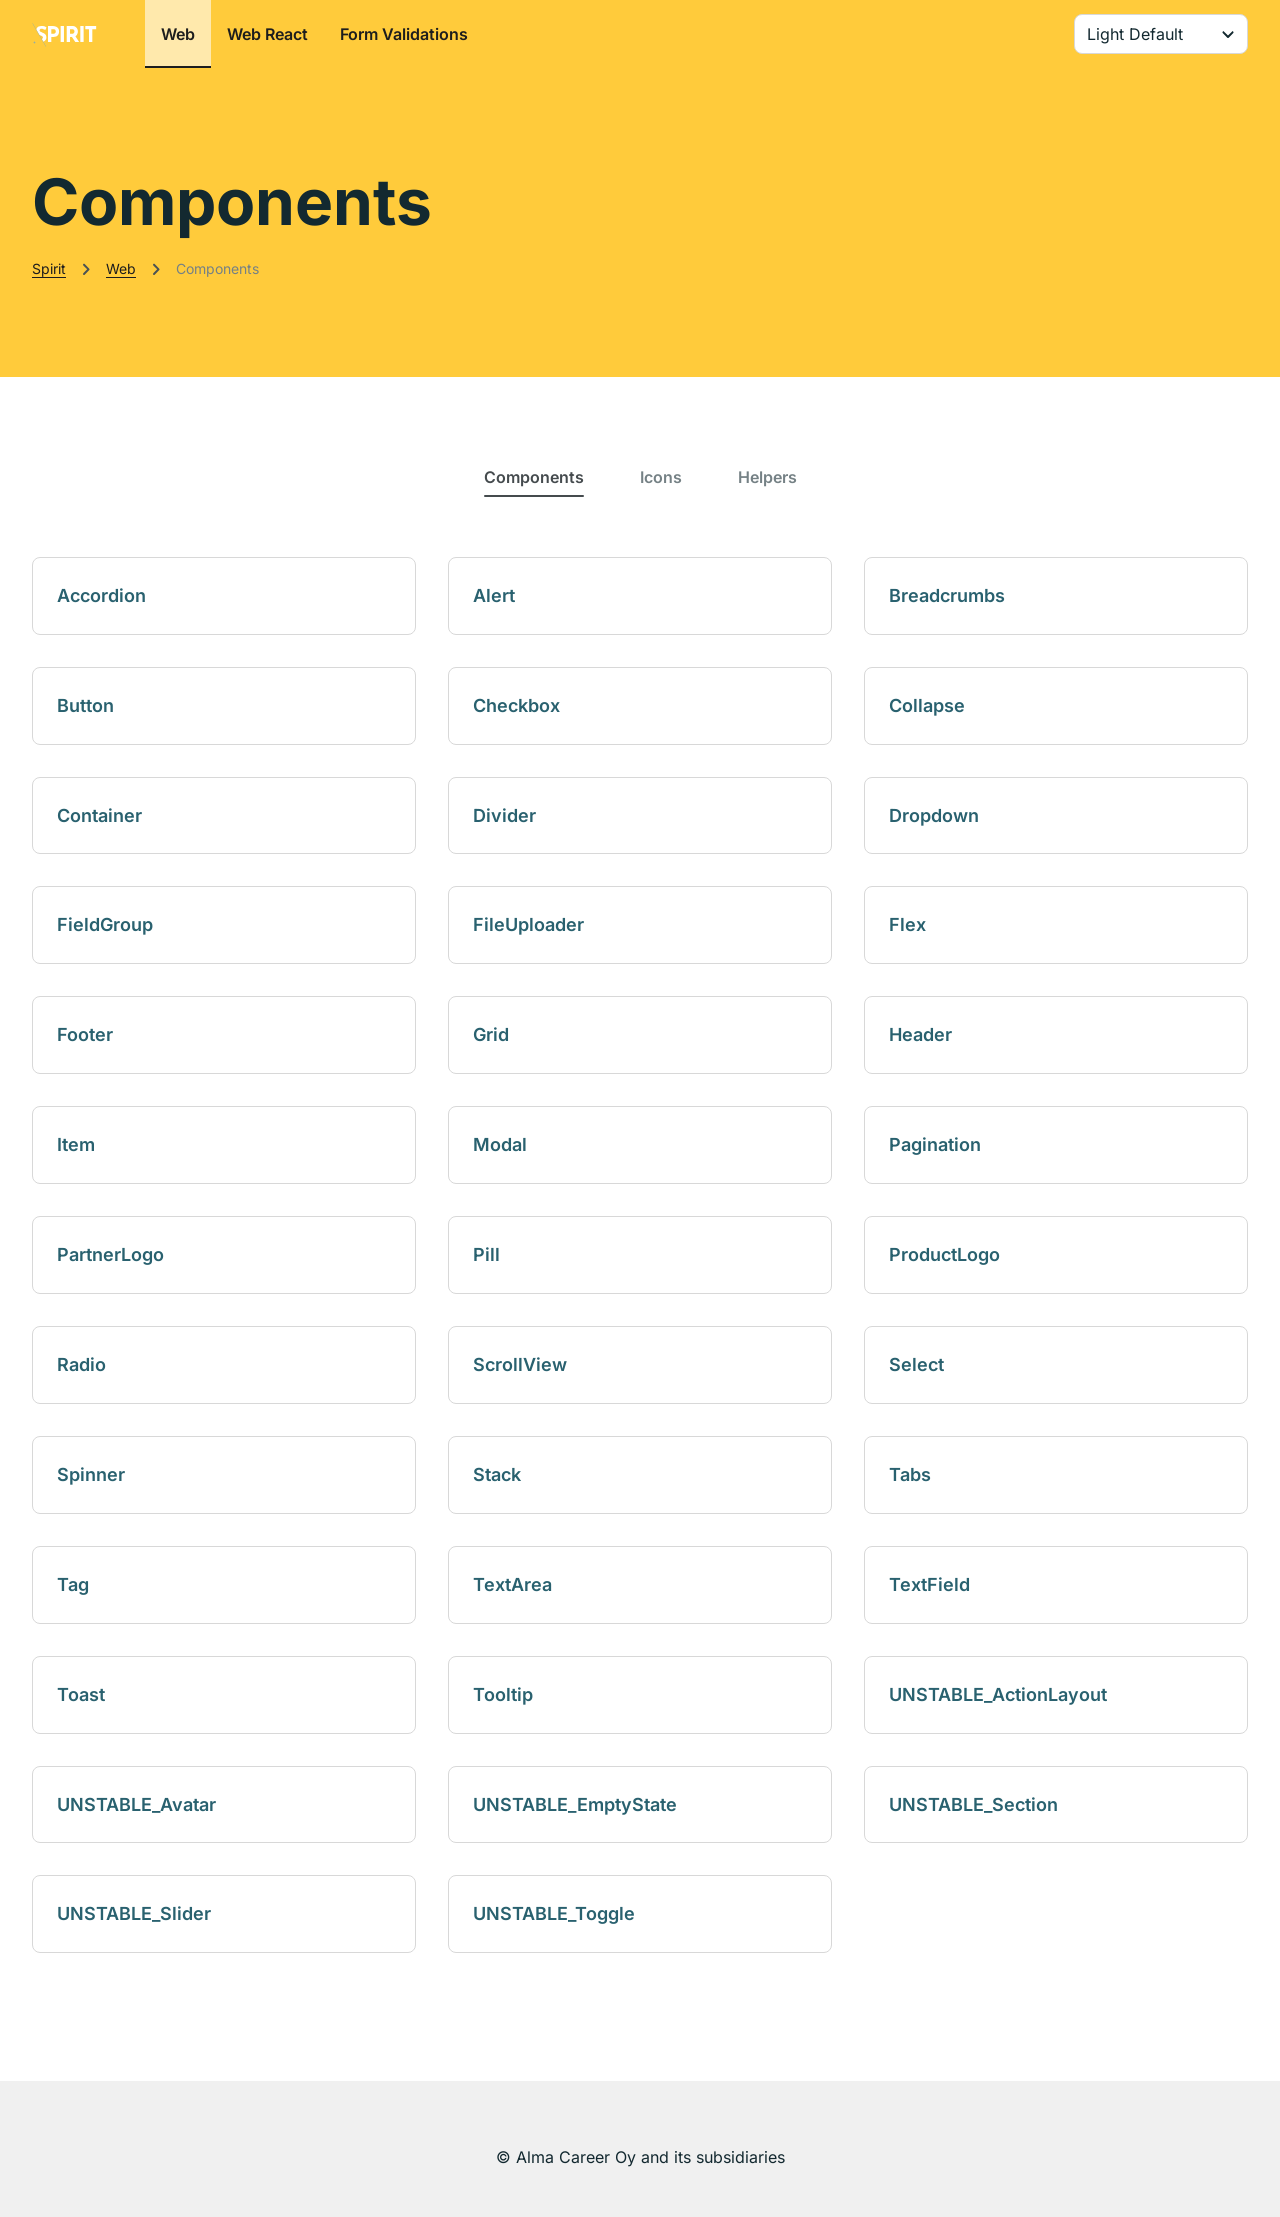 SPIRIT Web Web React Form Validations Light Default
Components
Spirit Web Components
Components Icons Helpers
Accordion Alert Breadcrumbs
Button Checkbox Collapse
Container Divider Dropdown
FieldGroup FileUploader Flex
Footer Grid Header
Item Modal Pagination
PartnerLogo Pill ProductLogo
Radio ScrollView Select
Spinner Stack Tabs
Tag TextArea TextField
Toast Tooltip UNSTABLE_ActionLayout
UNSTABLE_Avatar UNSTABLE_EmptyState UNSTABLE_Section
UNSTABLE_Slider UNSTABLE_Toggle
© Alma Career Oy and its subsidiaries